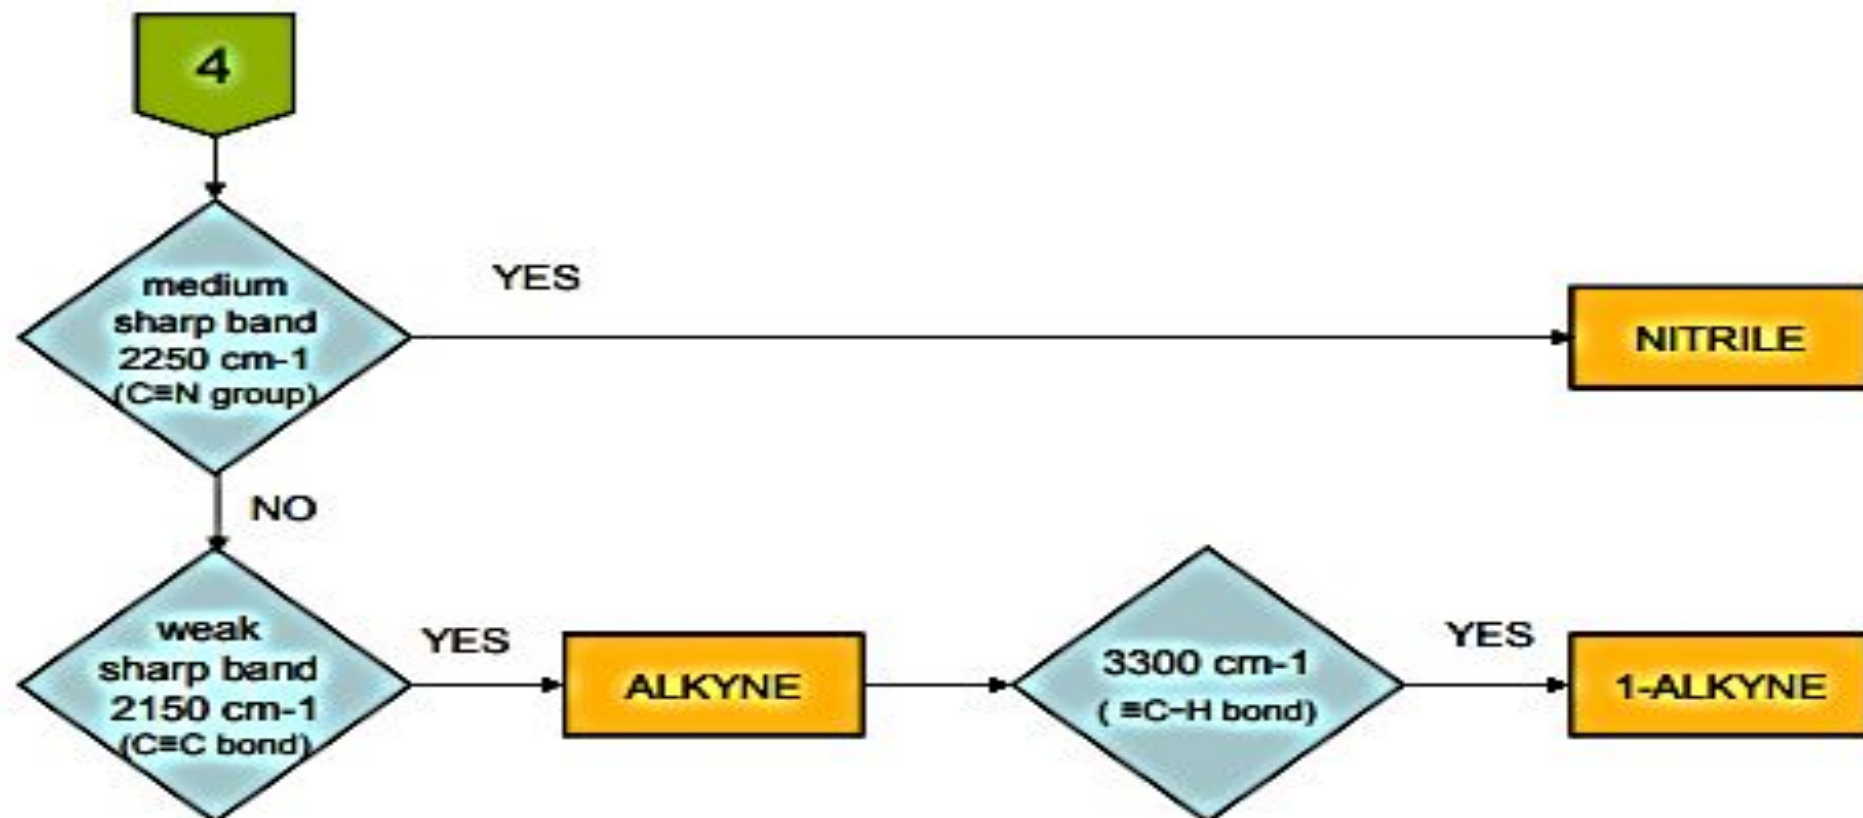 4
medium
sharp band
2250 cm-1
(C≡N group)
YES
NITRILE
NO
weak
sharp band
2150 cm-1
(C≡C bond)
YES
ALKYNE
3300 cm-1
( ≡C-H bond)
YES
1-ALKYNE